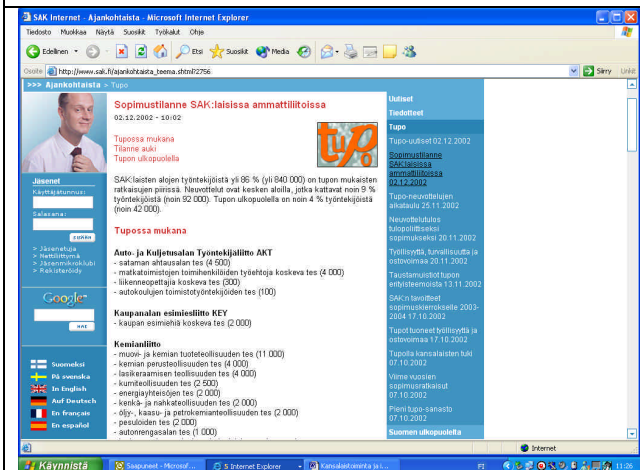 SAK Internet - Ajankohtaista - Microsoft Internet Explorer
Tiedosto Muokkaa Näytä Suosikit Työkalut Ohje
Edellinen Etsi Suosikit Media
Osoite http://www.sak.fi/ajankohtaista_teema.shtml?2756 Siirry Linkit
>>> Ajankohtaista > Tupo
Sopimustilanne SAK:laisissa ammattiliitoissa
02.12.2002 - 10:02
Tupossa mukana
Tilanne auki
Tupon ulkopuolella
tupo
SAK:laisten alojen työntekijöistä yli 86 % (yli 840 000) on tupon mukaisten
ratkaisujen piirissä. Neuvottelut ovat kesken aloilla, jotka kattavat noin 9 %
työntekijöistä (noin 92 000). Tupon ulkopuolella on noin 4 % työntekijöistä
(noin 42 000).
Tupossa mukana
Auto- ja Kuljetusalan Työntekijäliitto AKT
- sataman ahtausalan tes (4 500)
- matkatoimistojen toimihenkilöiden työehtoja koskeva tes (4 000)
- liikenneopettajia koskeva tes (300)
- autokoulujen toimistotyöntekijöiden tes (100)
Kaupanalan esimiesliitto KEY
- kaupan esimiehiä koskeva tes (2 000)
Kemianliitto
- muovi- ja kemian tuoteteollisuuden tes (11 000)
- kemian perusteollisuuden tes (4 000)
- lasikeraamisen teollisuuden tes (4 000)
- kumiteollisuuden tes (2 500)
- energiayhteisöjen tes (2 000)
- kenkä- ja nahkateollisuuden tes (2 000)
- öljy-, kaasu- ja petrokemianteollisuuden tes (2 000)
- pesuloiden tes (2 000)
- autonrengasalan tes (1 000)
Jäsenet
Käyttäjätunnus:
Salasana:
> Jäsenetuja
> Nettiliittymä
> Jäsenmikroklubi
> Rekisteröidy
Google
HAE
Suomeksi
På svenska
In English
Auf Deutsch
En français
En español
Uutiset
Tiedotteet
Tupo
Tupo-uutiset 02.12.2002
Sopimustilanne
SAK:laisissa
ammattiliitoissa
02.12.2002
Tupo-neuvottelujen
aikataulu 25.11.2002
Neuvottelutulos
tulopoliittiseksi
sopimukseksi 20.11.2002
Työllisyyttä, turvallisuutta ja
ostovoimaa 20.11.2002
Taustamuistiot tupon
erityisteemoista 13.11.2002
SAK:n tavoitteet
sopimuskierrokselle 2003-
2004 17.10.2002
Tupot tuoneet työllisyyttä ja
ostovoimaa 17.10.2002
Tupolla kansalaisten tuki
07.10.2002
Viime vuosien
sopimusratkaisut
07.10.2002
Pieni tupo-sanasto
07.10.2002
Suomen ulkopuolelta
Internet
Käynnistä Saapuneet - Microsof... 5 Internet Explorer Kansalaistoiminta ja i... FI 11:26